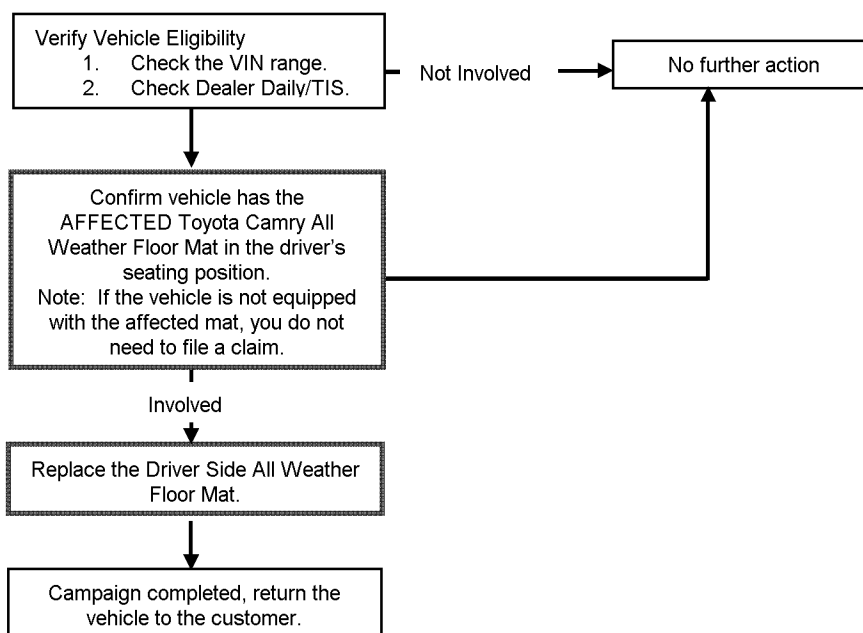 Verify Vehicle Eligibility
1. Check the VIN range.
2. Check Dealer Daily/TIS.
Not Involved
No further action
Confirm vehicle has the
AFFECTED Toyota Camry All
Weather Floor Mat in the driver's
seating position.
Note: If the vehicle is not equipped
with the affected mat, you do not
need to file a claim.
Involved
Replace the Driver Side All Weather
Floor Mat.
Campaign completed, return the
vehicle to the customer.